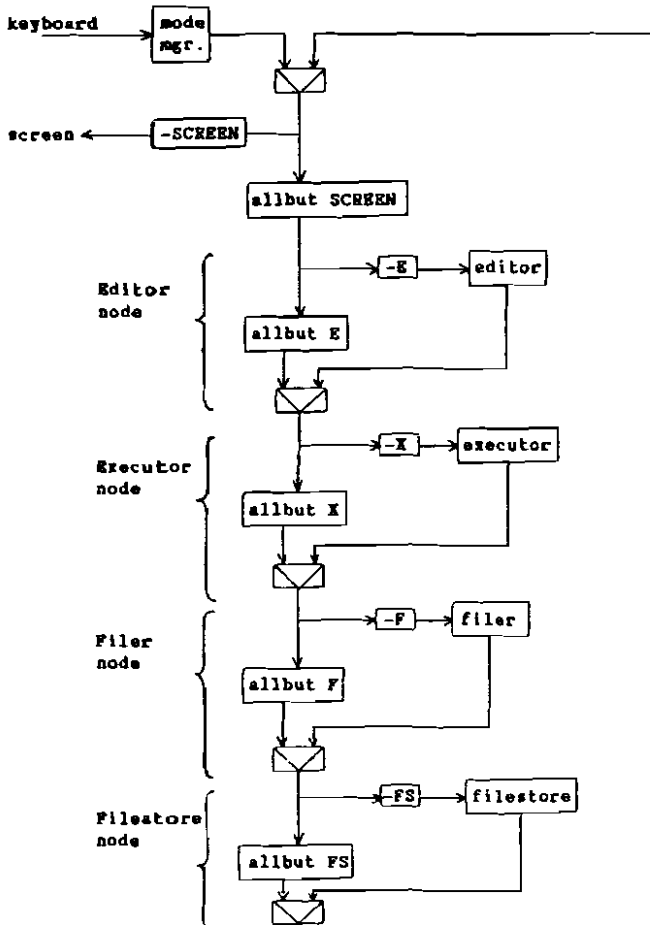 keyboard
mode
mgr.
screen
-SCREEN
allbut SCREEN
Editor
node
-E
editor
allbut E
Executor
node
-X
executor
allbut X
Filer
node
-F
filer
allbut F
Filestore
node
-FS
filestore
allbut FS